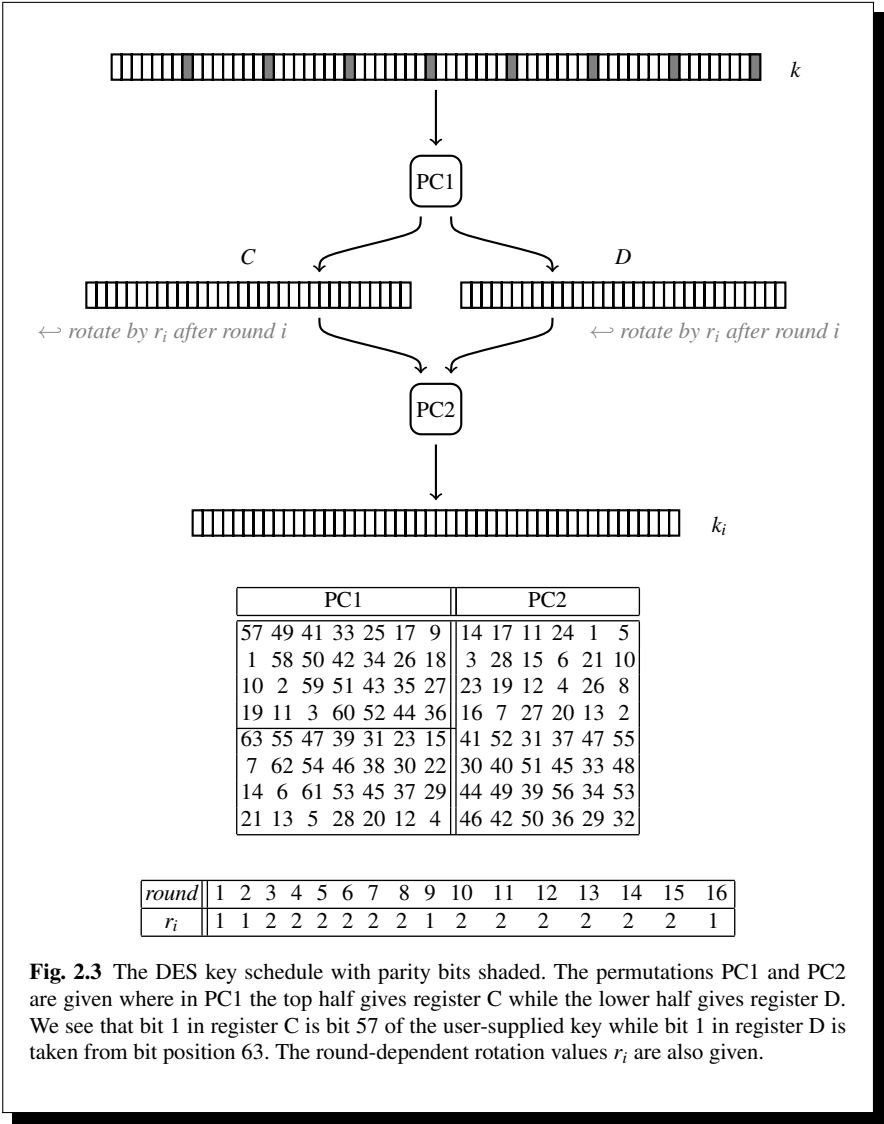 k
PC1
C D
↩ rotate by ri after round i ↩ rotate by ri after round i
PC2
ki
PC1 PC2
57 49 41 33 25 17 9 14 17 11 24 1 5
1 58 50 42 34 26 18 3 28 15 6 21 10
10 2 59 51 43 35 27 23 19 12 4 26 8
19 11 3 60 52 44 36 16 7 27 20 13 2
63 55 47 39 31 23 15 41 52 31 37 47 55
7 62 54 46 38 30 22 30 40 51 45 33 48
14 6 61 53 45 37 29 44 49 39 56 34 53
21 13 5 28 20 12 4 46 42 50 36 29 32
round 1 2 3 4 5 6 7 8 9 10 11 12 13 14 15 16
ri 1 1 2 2 2 2 2 2 1 2 2 2 2 2 2 1
Fig. 2.3 The DES key schedule with parity bits shaded. The permutations PC1 and PC2
are given where in PC1 the top half gives register C while the lower half gives register D.
We see that bit 1 in register C is bit 57 of the user-supplied key while bit 1 in register D is
taken from bit position 63. The round-dependent rotation values ri are also given.